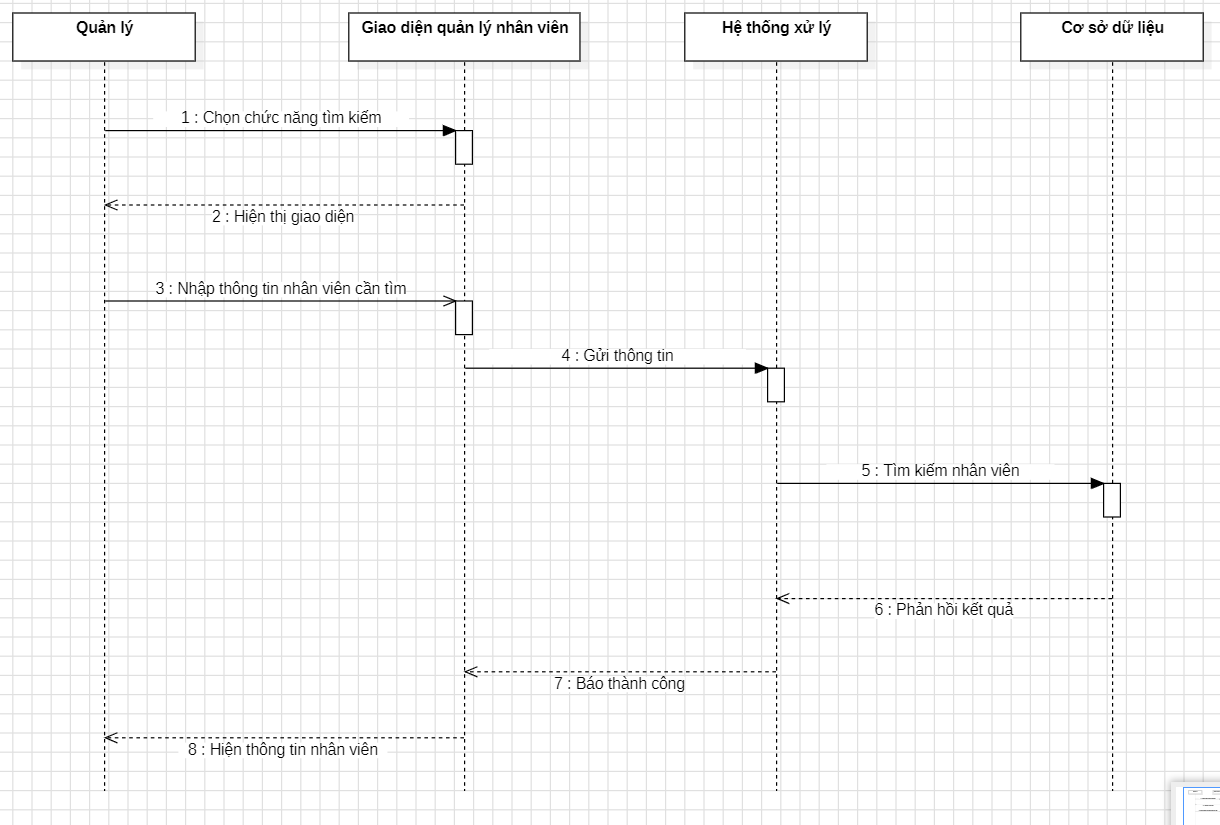 Quản lý
Giao diện quản lý nhân viên
Hệ thống xử lý
Cơ sở dữ liệu
1 : Chọn chức năng tìm kiếm
2 : Hiện thị giao diện
3 : Nhập thông tin nhân viên cần tìm
4 : Gửi thông tin
5 : Tìm kiếm nhân viên
6 : Phản hồi kết quả
7 : Báo thành công
8 : Hiện thông tin nhân viên